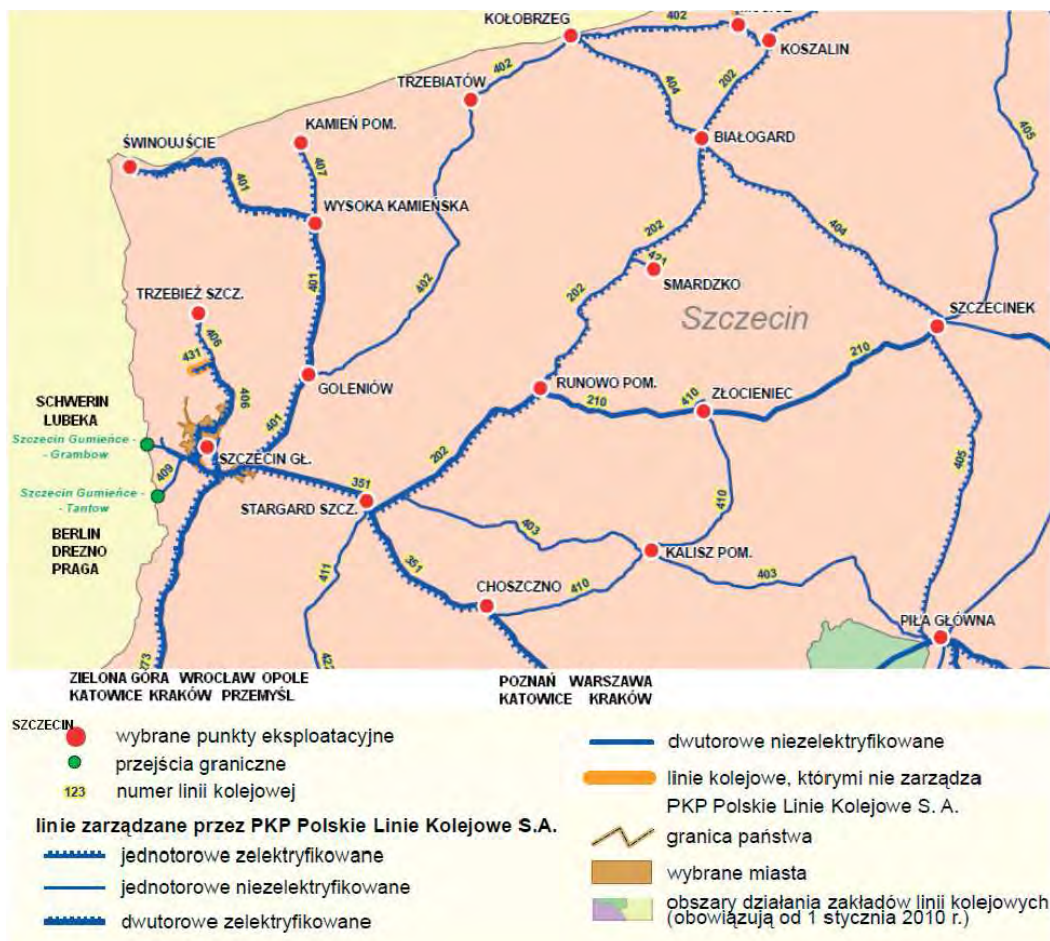 KOŁOBRZEG
402
KOSZALIN
TRZEBIATÓW
402
404
202
405
KAMIEŃ POM.
BIAŁOGARD
ŚWINOUJŚCIE
407
401
WYSOKA KAMIEŃSKA
202
404
421
SMARDZKO
402
401
202
TRZEBIEŻ SZCZ.
Szczecin
SZCZECINEK
406
431
210
GOLENIÓW
RUNOWO POM.
ZŁOCIENIEC
406
210
410
SCHWERIN
LUBEKA
401
Szczecin Gumieńce -
- Grambow
SZCZECIN GŁ.
202
405
409
351
Szczecin Gumieńce -
- Tantow
STARGARD SZCZ.
410
403
BERLIN
DREZNO
PRAGA
KALISZ POM.
411
351
CHOSZCZNO
410
403
PIŁA GŁÓWNA
273
422
ZIELONA GÓRA WROCŁAW OPOLE
KATOWICE KRAKÓW PRZEMYŚL
POZNAŃ WARSZAWA
KATOWICE KRAKÓW
SZCZECIN
wybrane punkty eksploatacyjne
przejścia graniczne
123 numer linii kolejowej
linie zarządzane przez PKP Polskie Linie Kolejowe S.A.
jednotorowe zelektryfikowane
jednotorowe niezelektryfikowane
dwutorowe zelektryfikowane
dwutorowe niezelektryfikowane
linie kolejowe, którymi nie zarządza
PKP Polskie Linie Kolejowe S. A.
granica państwa
wybrane miasta
obszary działania zakładów linii kolejowych
(obowiązują od 1 stycznia 2010 r.)